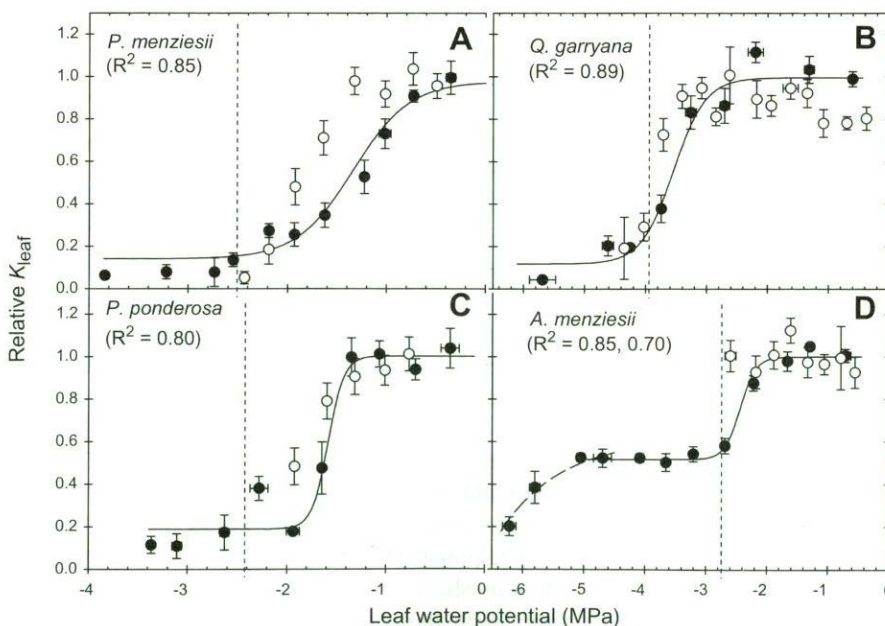 1.2
1.0
0.8
0.6
0.4
0.2
0.0
P. menziesii
(R² = 0.85)
A
Q. garryana
(R² = 0.89)
B
Relative Kleaf
1.0
0.8
0.6
0.4
0.2
0.0
P. ponderosa
(R² = 0.80)
C
A. menziesii
(R² = 0.85, 0.70)
D
-4 -3 -2 -1 0
-6 -5 -4 -3 -2 -1 0
Leaf water potential (MPa)